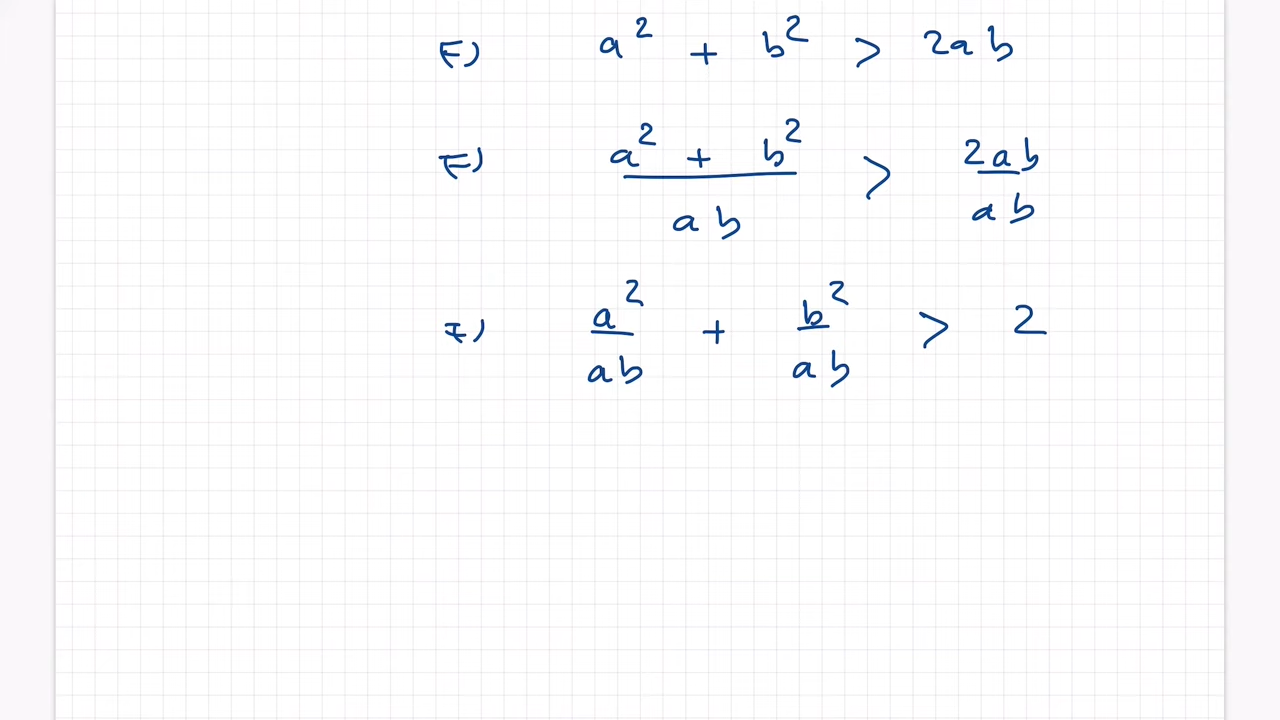 ⇔ a² + b² > 2ab
⇔ (a² + b²)/(ab) > (2ab)/(ab)
⇔ a²/(ab) + b²/(ab) > 2